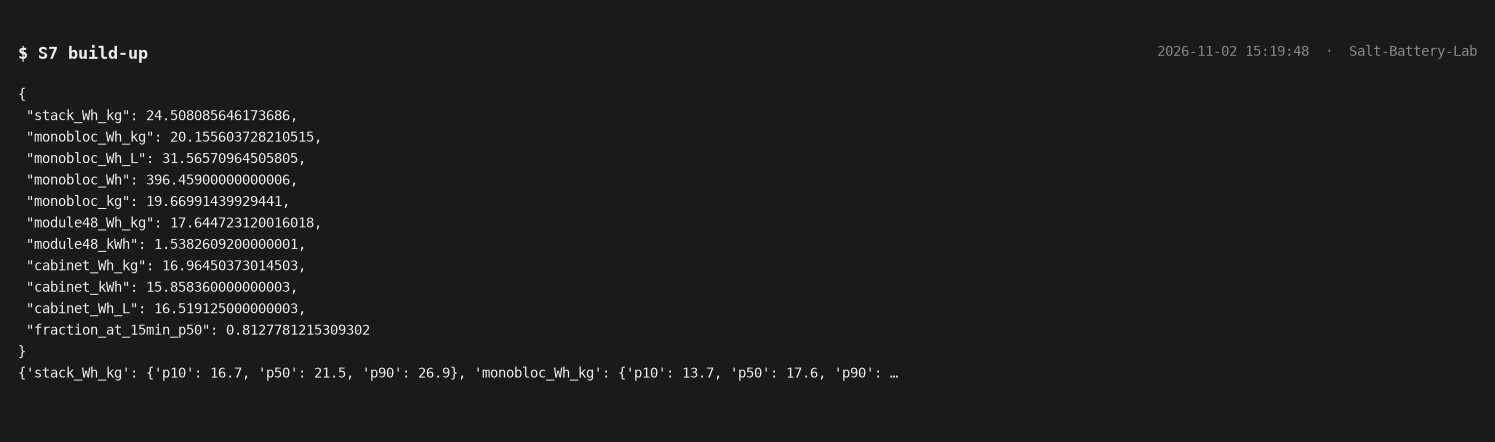 $ S7 build-up
2026-11-02 15:19:48 · Salt-Battery-Lab
{
"stack_Wh_kg": 24.508085646173686,
"monobloc_Wh_kg": 20.155603728210515,
"monobloc_Wh_L": 31.56570964505805,
"monobloc_Wh": 396.45900000000006,
"monobloc_kg": 19.66991439929441,
"module48_Wh_kg": 17.644723120016018,
"module48_kWh": 1.5382609200000001,
"cabinet_Wh_kg": 16.96450373014503,
"cabinet_kWh": 15.858360000000003,
"cabinet_Wh_L": 16.519125000000003,
"fraction_at_15min_p50": 0.8127781215309302
}
{'stack_Wh_kg': {'p10': 16.7, 'p50': 21.5, 'p90': 26.9}, 'monobloc_Wh_kg': {'p10': 13.7, 'p50': 17.6, 'p90': …